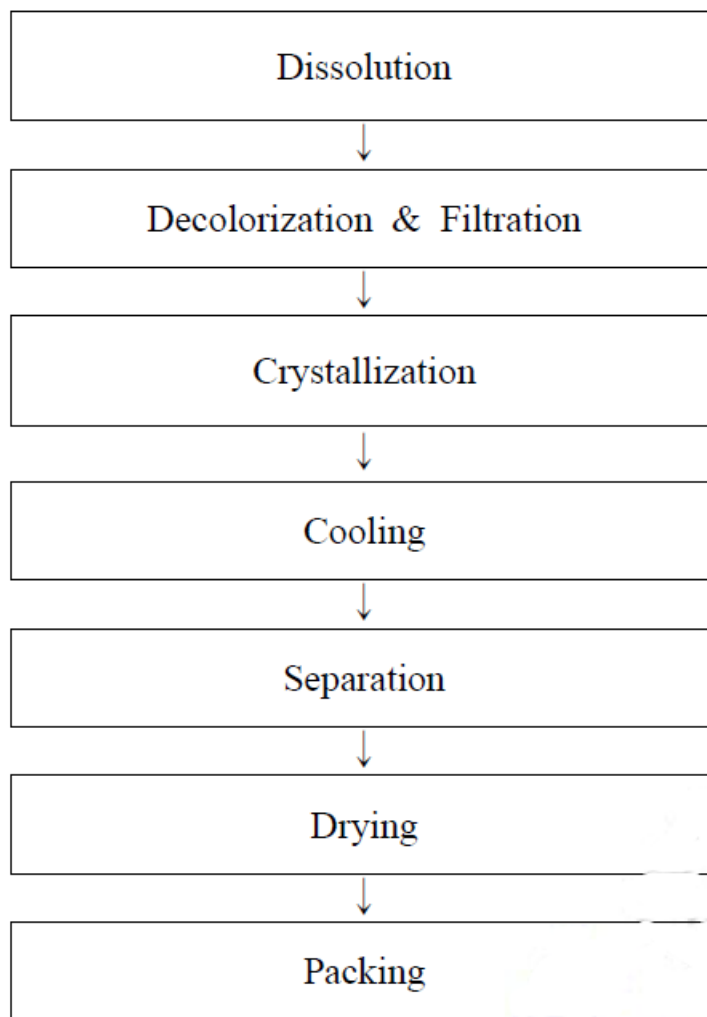 Dissolution
Decolorization & Filtration
Crystallization
Cooling
Separation
Drying
Packing